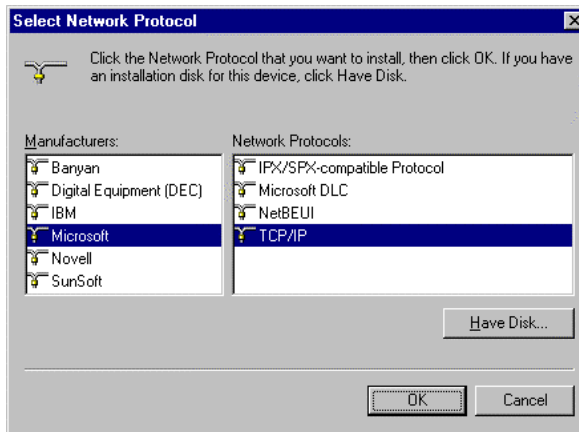 Select Network Protocol
Click the Network Protocol that you want to install, then click OK. If you have
an installation disk for this device, click Have Disk.
Manufacturers:
Banyan
Digital Equipment (DEC)
IBM
Microsoft
Novell
SunSoft
Network Protocols:
IPX/SPX-compatible Protocol
Microsoft DLC
NetBEUI
TCP/IP
Have Disk...
OK
Cancel